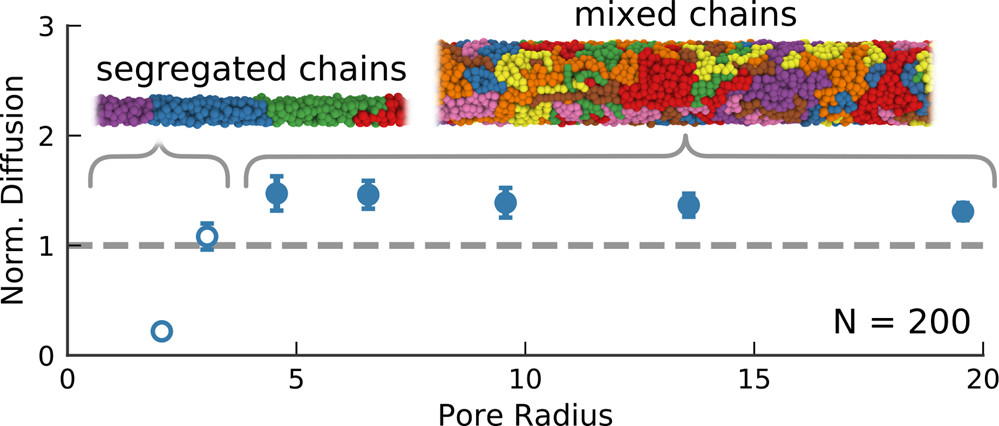 mixed chains
segregated chains
3
2
1
0
Norm. Diffusion
N = 200
0 5 10 15 20
Pore Radius